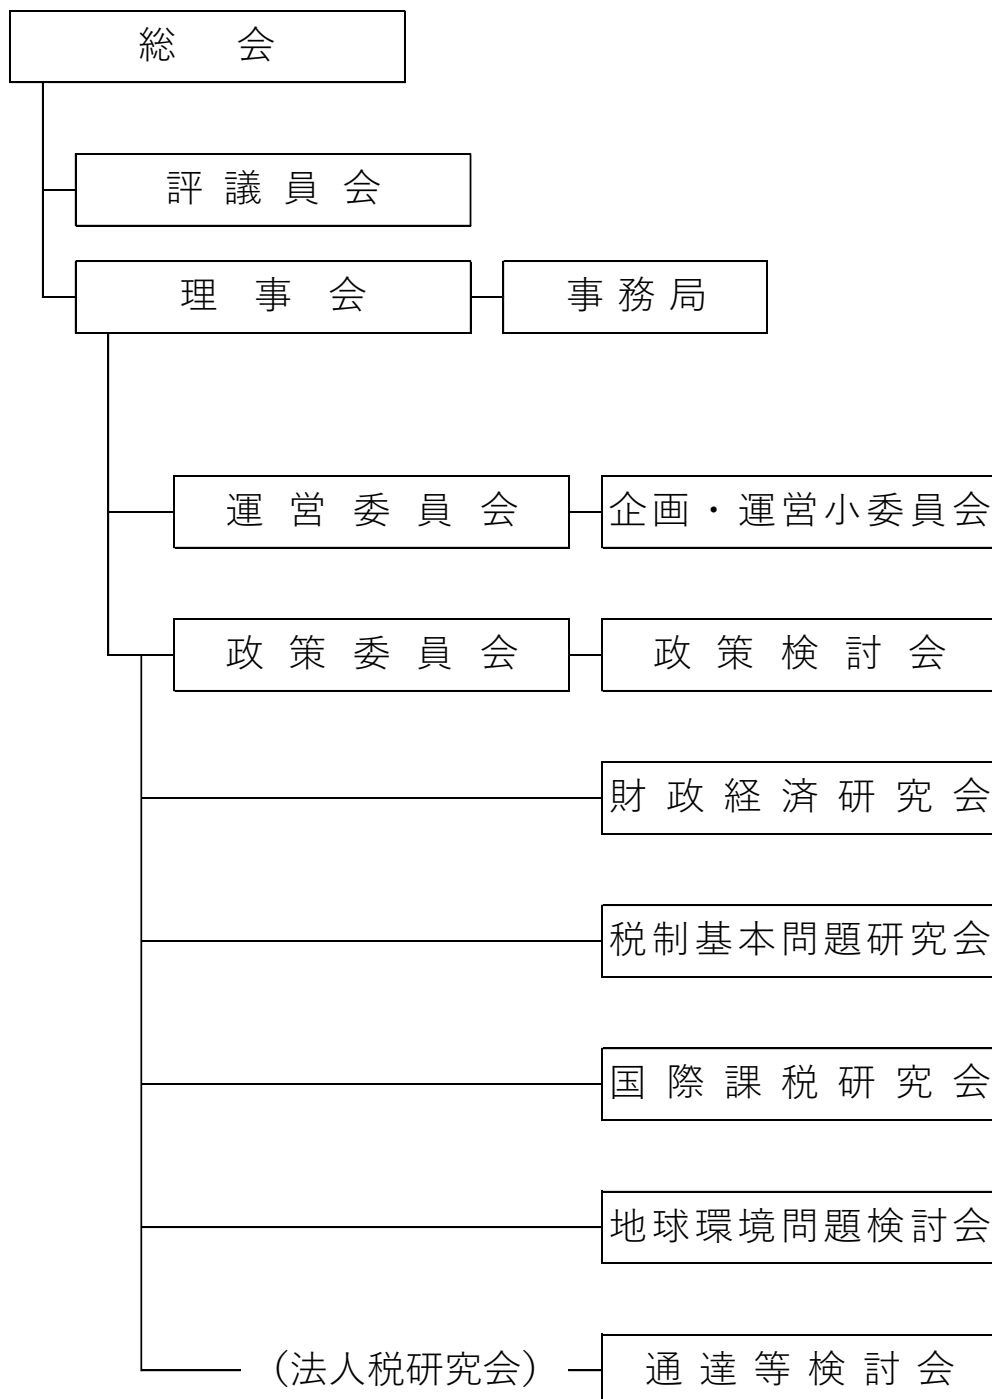 総会
評議員会
理事会 事務局
運営委員会 企画・運営小委員会
政策委員会 政策検討会
財政経済研究会
税制基本問題研究会
国際課税研究会
地球環境問題検討会
（法人税研究会） 通達等検討会